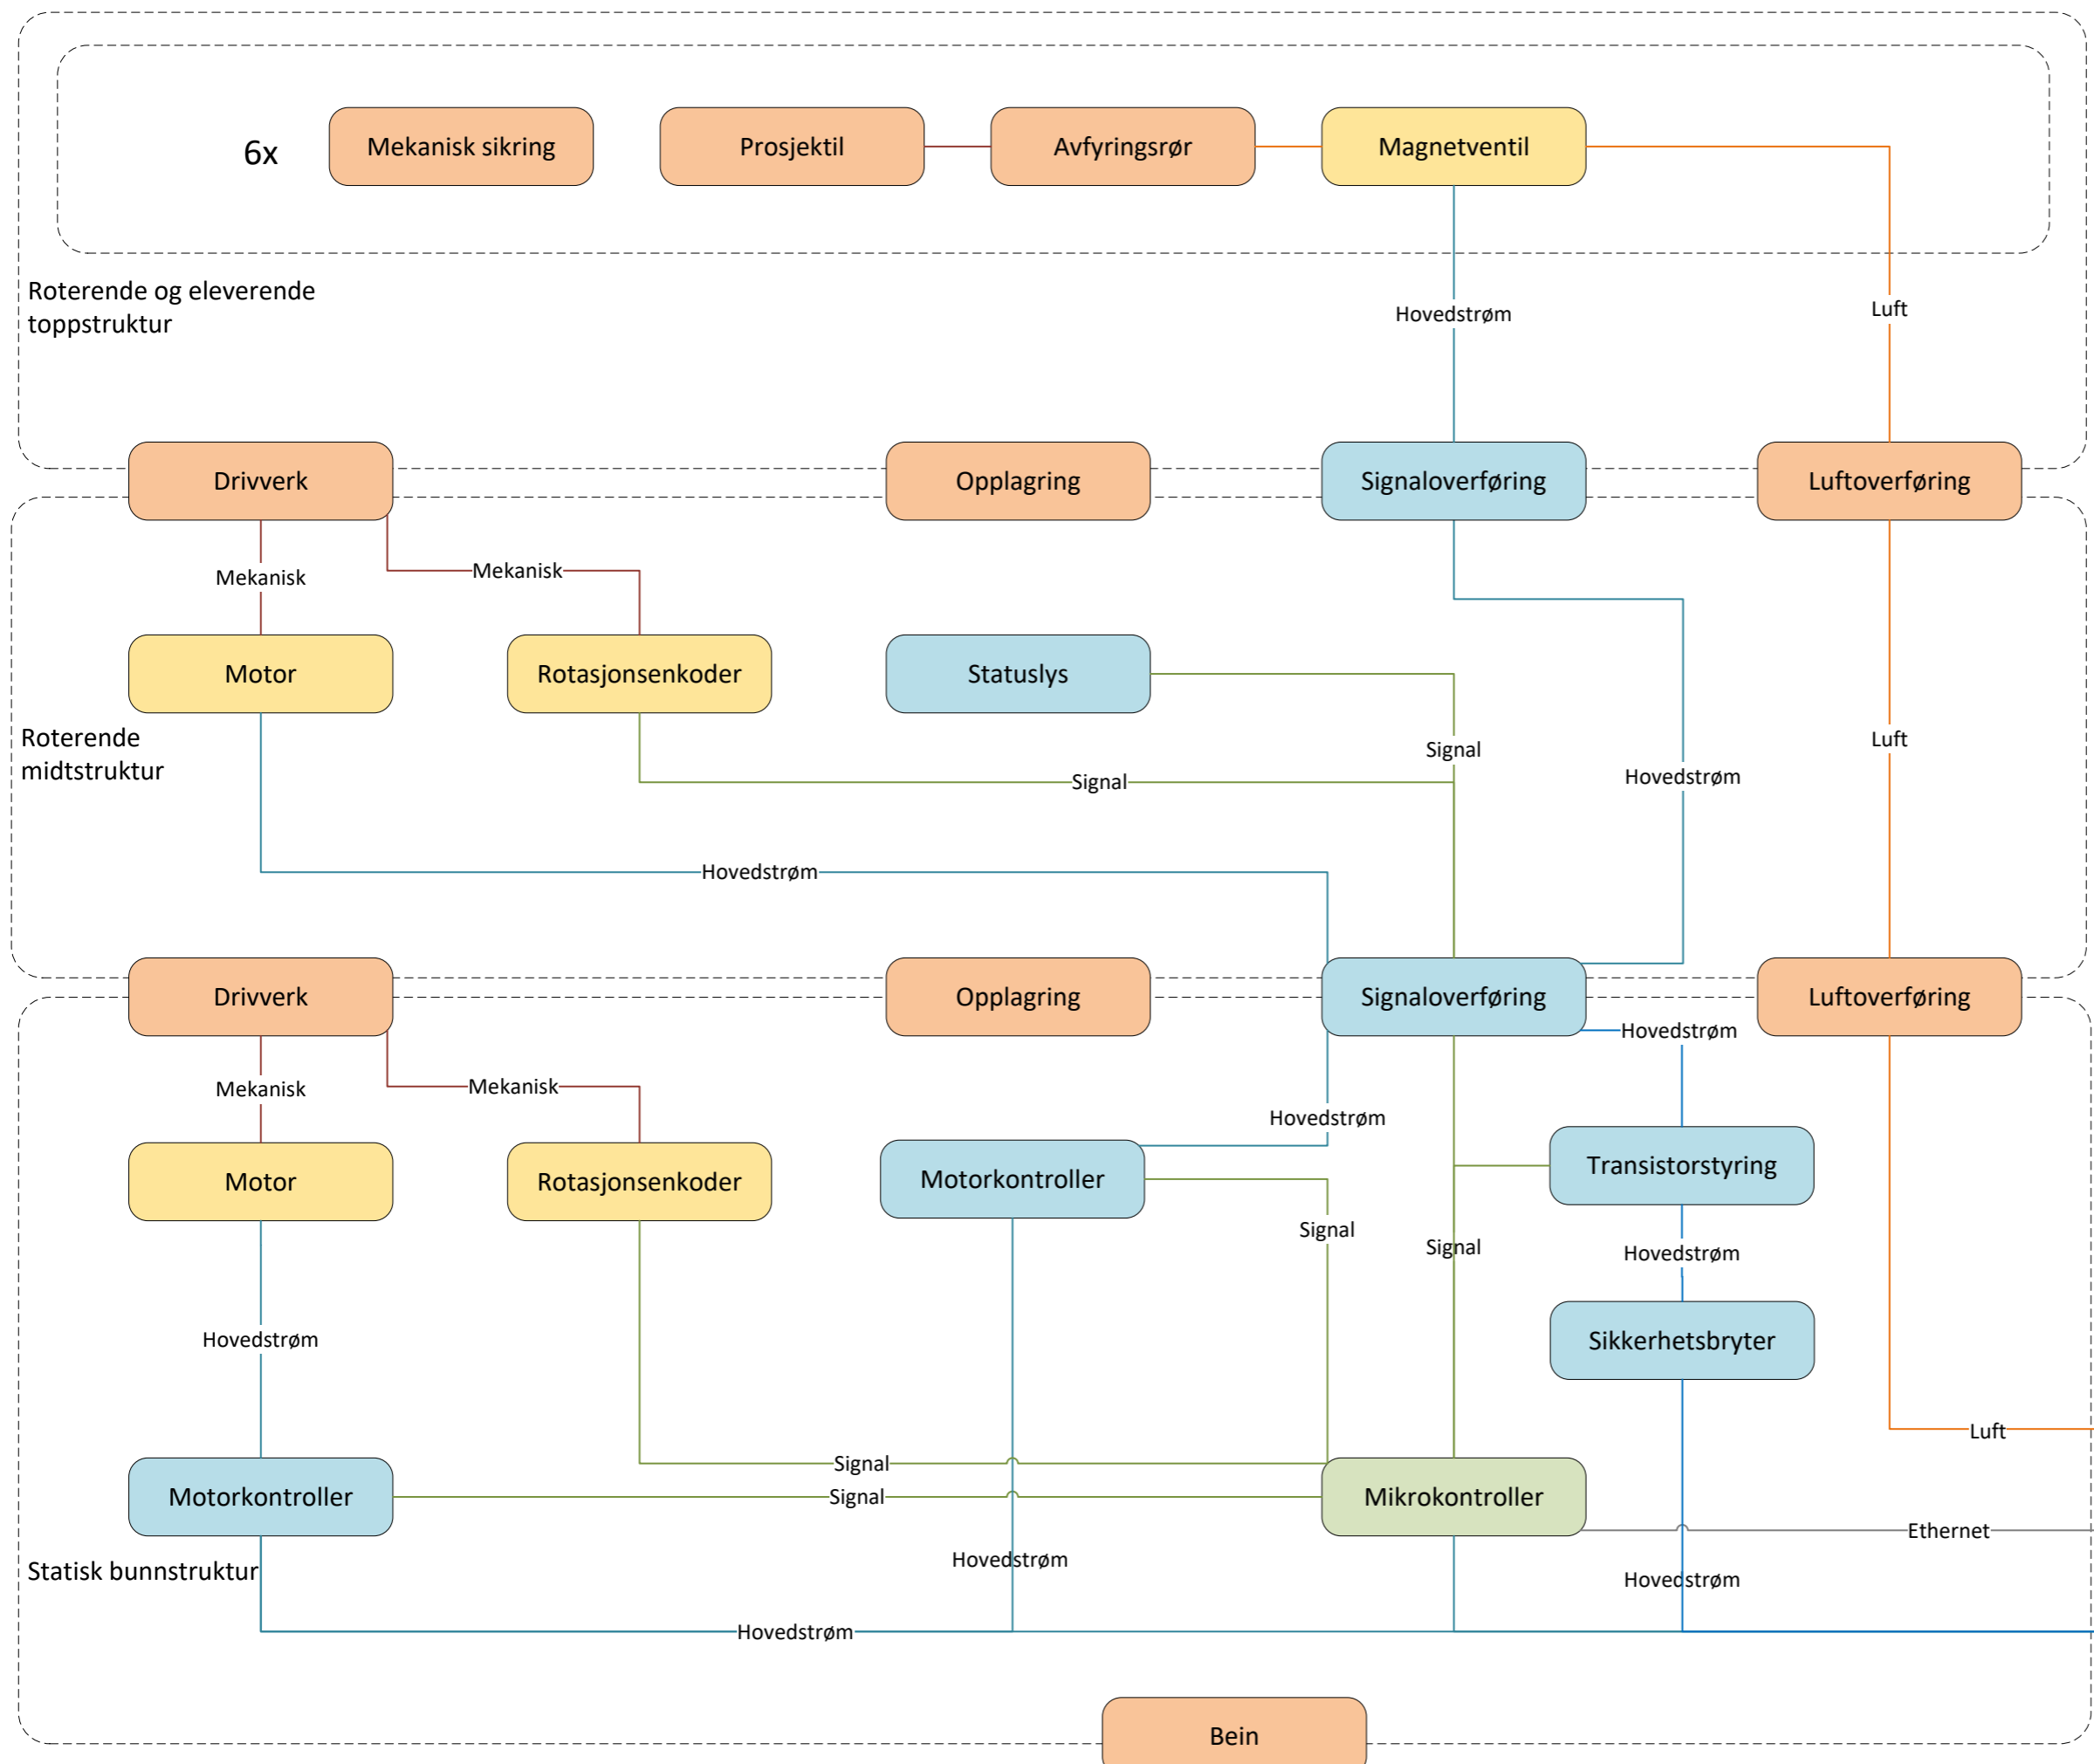 6x
Mekanisk sikring
Prosjektil
Avfyringsrør
Magnetventil
Roterende og eleverende
toppstruktur
Hovedstrøm
Luft
Drivverk
Opplagring
Signaloverføring
Luftoverføring
Mekanisk
Mekanisk
Motor
Rotasjonsenkoder
Statuslys
Roterende
midtstruktur
Signal
Signal
Hovedstrøm
Luft
Hovedstrøm
Drivverk
Opplagring
Signaloverføring
Luftoverføring
Hovedstrøm
Mekanisk
Mekanisk
Hovedstrøm
Motor
Rotasjonsenkoder
Motorkontroller
Transistorstyring
Signal
Signal
Hovedstrøm
Hovedstrøm
Sikkerhetsbryter
Luft
Signal
Motorkontroller
Signal
Mikrokontroller
Ethernet
Statisk bunnstruktur
Hovedstrøm
Hovedstrøm
Hovedstrøm
Bein